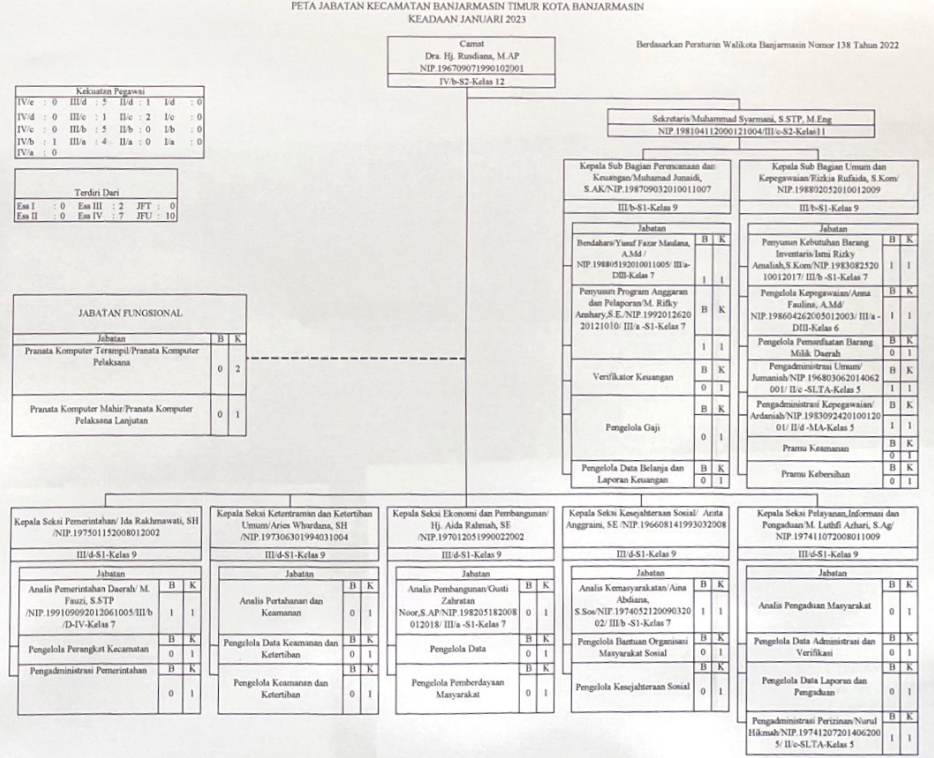 PETA JABATAN KECAMATAN BANJARMASIN TIMUR KOTA BANJARMASIN
KEADAAN JANUARI 2023
Berdasarkan Peraturan Walikota Banjarmasin Nomor 138 Tahun 2022
Camat
Dra. Hj. Rusdiana, M.AP
NIP.196709071990102001
IV/b-S2-Kelas 12
Kekuatan Pegawai
IV/e : 0 III/d : 5 II/d : 1 I/d : 0
IV/d : 0 III/c : 1 II/c : 2 I/c : 0
IV/c : 0 III/b : 5 II/b : 0 I/b : 0
IV/b : 1 III/a : 4 II/a : 0 I/a : 0
IV/a : 0
Terdiri Dari
Ess I : 0 Ess III : 2 JFT : 0
Ess II : 0 Ess IV : 7 JFU : 10
Sekretaris/Muhammad Syarmani, S.STP, M.Eng
NIP.198104112000121004/III/c-S2-Kelas11
Kepala Sub Bagian Perencanaan dan
Keuangan/Muhamad Junaidi,
S.AK/NIP.198709032010011007
III/b-S1-Kelas 9
Jabatan
B K
Bendahara/Yusuf Fazar Maulana,
A.Md /
NIP.198805192010011005/ III/a-
DIII-Kelas 7
1 1
Penyusun Program Anggaran
dan Pelaporan/M. Rifky
Anshary,S.E./NIP.1992012620
20121010/ III/a -S1-Kelas 7
B K
1 1
Verifikator Keuangan
B K
0 1
Pengelola Gaji
B K
0 1
Pengelola Data Belanja dan
Laporan Keuangan
B K
0 1
Kepala Sub Bagian Umum dan
Kepegawaian/Rizkia Rufaida, S.Kom/
NIP.198802052010012009
III/b-S1-Kelas 9
Jabatan
Penyusun Kebutuhan Barang
Inventaris/Ismi Rizky
Amaliah,S.Kom/NIP.1983082520
10012017/ III/b -S1-Kelas 7
B K
1 1
Pengelola Kepegawaian/Anna
Faulina, A.Md/
NIP.198604262005012003/ III/a -
DIII-Kelas 6
B K
1 1
Pengelola Pemanfaatan Barang
Milik Daerah
B K
0 1
Pengadministrasi Umum/
Jumaniah/NIP.196803062014062
001/ II/c -SLTA-Kelas 5
B K
1 1
Pengadministrasi Kepegawaian/
Ardaniah/NIP.19830924201001 20
01/ II/d -MA-Kelas 5
B K
1 1
Pramu Keamanan
B K
0 1
Pramu Kebersihan
B K
0 1
JABATAN FUNGSIONAL
Jabatan B K
Pranata Komputer Terampil/Pranata Komputer
Pelaksana
0 2
Pranata Komputer Mahir/Pranata Komputer
Pelaksana Lanjutan
0 1
Kepala Seksi Pemerintahan/ Ida Rakhmawati, SH
/NIP.197501152008012002
III/d-S1-Kelas 9
Jabatan
Analis Pemerintahan Daerah/ M.
Fauzi, S.STP
/NIP.199109092012061005/III/b
/D-IV-Kelas 7
B K
1 1
Pengelola Perangkat Kecamatan
B K
0 1
Pengadministrasi Pemerintahan
B K
0 1
Kepala Seksi Ketentraman dan Ketertiban
Umum/Aries Whardana, SH
/NIP.197306301994031004
III/d-S1-Kelas 9
Jabatan
Analis Pertahanan dan
Keamanan
B K
0 1
Pengelola Data Keamanan dan
Ketertiban
B K
0 1
Pengelola Keamanan dan
Ketertiban
B K
0 1
Kepala Seksi Ekonomi dan Pembangunan/
Hj. Aida Rahmah, SE
/NIP.197012051990022002
III/d-S1-Kelas 9
Jabatan
Analis Pembangunan/Gusti
Zahratan
Noor,S.AP/NIP.198205182008
012018/ III/a -S1-Kelas 7
B K
0 1
Pengelola Data
B K
0 1
Pengelola Pemberdayaan
Masyarakat
B K
0 1
Kepala Seksi Kesejahteraan Sosial/ Arista
Anggraini, SE /NIP.196608141993032008
III/d-S1-Kelas 9
Jabatan
Analis Kemasyarakatan/Aina
Abdiana,
S.Sos/NIP.1974052120090320
02/ III/b -S1-Kelas 7
B K
1 1
Pengelola Bantuan Organisasi
Masyarakat Sosial
B K
0 1
Pengelola Kesejahteraan Sosial
B K
0 1
Kepala Seksi Pelayanan,Informasi dan
Pengaduan/M. Luthfi Azhari, S.Ag/
NIP.197411072008011009
III/d-S1-Kelas 9
Jabatan
Analis Pengaduan Masyarakat
B K
0 1
Pengelola Data Administrasi dan
Verifikasi
B K
0 1
Pengelola Data Laporan dan
Pengaduan
B K
0 1
Pengadministrasi Perizinan/Nurul
Hikmah/NIP.19741207201406200
5/ II/c-SLTA-Kelas 5
B K
1 1